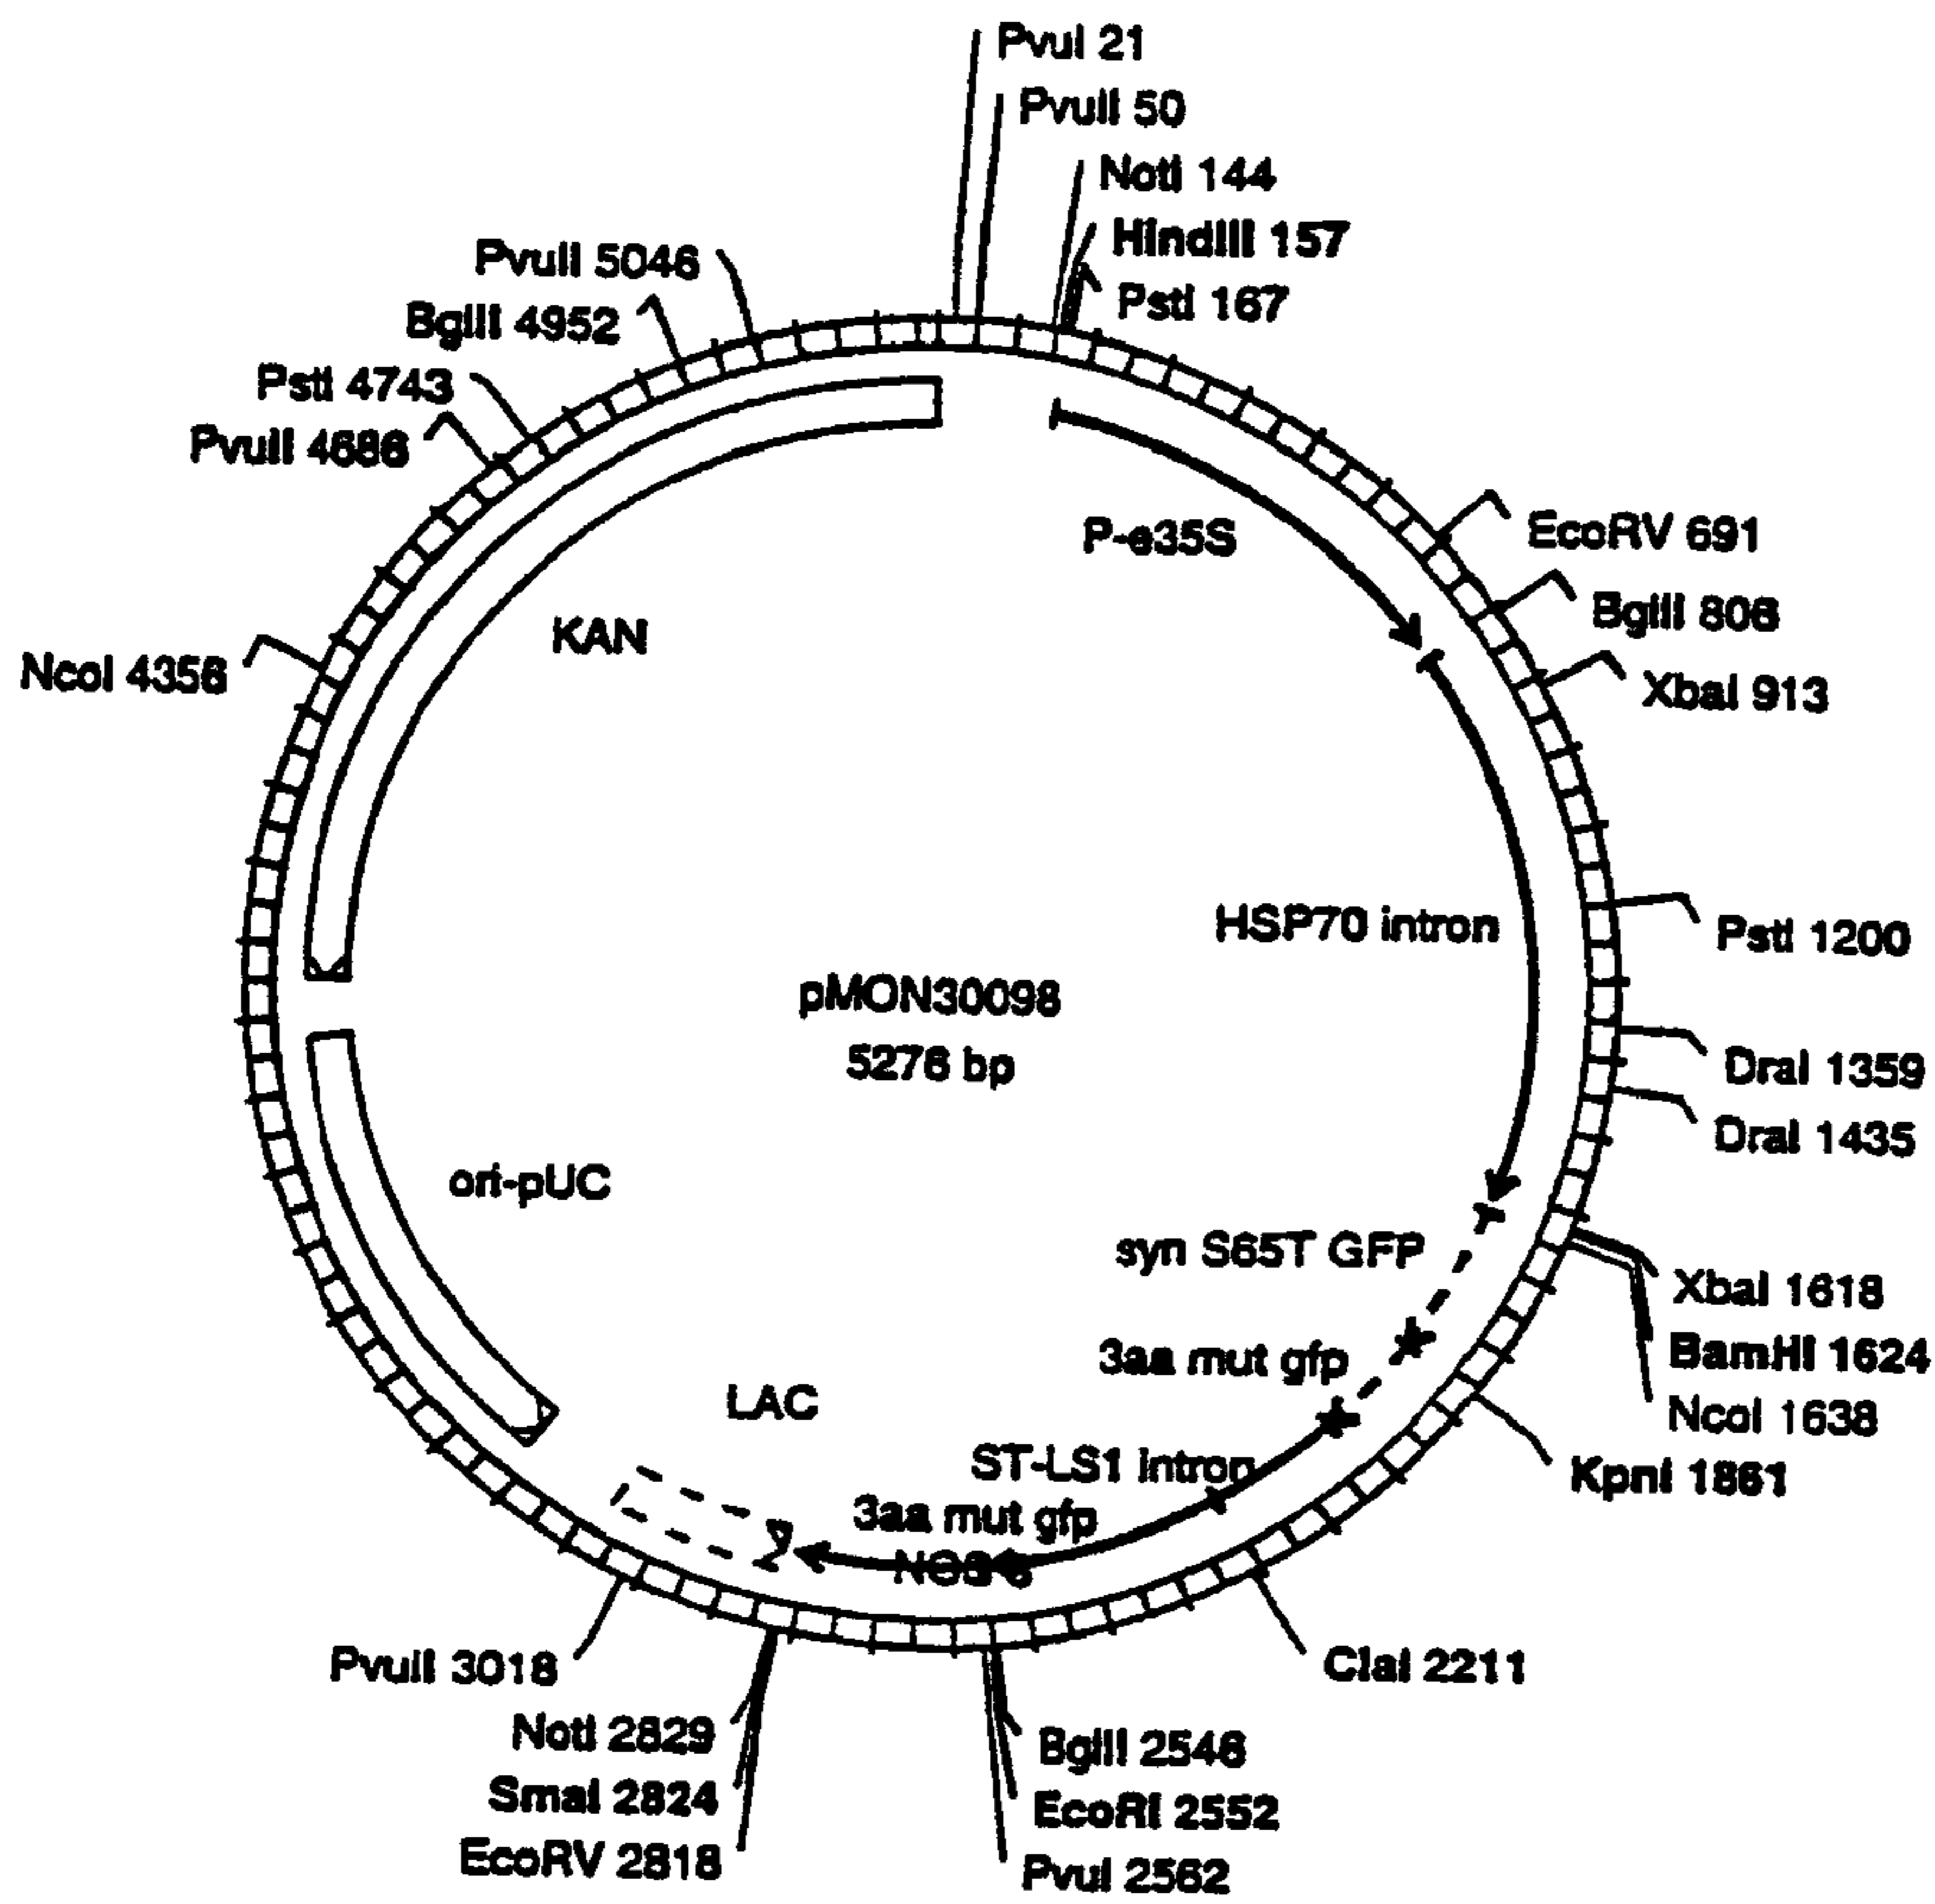 PvuI 21
PvuII 50
NotI 144
HindIII 157
PstI 167
PvuII 5046
BglII 4952
PstI 4743
PvuII 4686
NcoI 4356
EcoRV 691
BglII 806
XbaI 913
PstI 1200
DraI 1359
DraI 1435
XbaI 1618
BamHI 1624
NcoI 1638
KpnI 1861
ClaI 2211
BglII 2546
EcoRI 2552
PvuI 2562
EcoRV 2818
SmaI 2824
NotI 2829
PvuII 3018
P-e35S
KAN
HSP70 intron
pMON30098
5276 bp
ori-pUC
syn S65T GFP
3aa mut gfp
LAC
ST-LS1 intron
3aa mut gfp